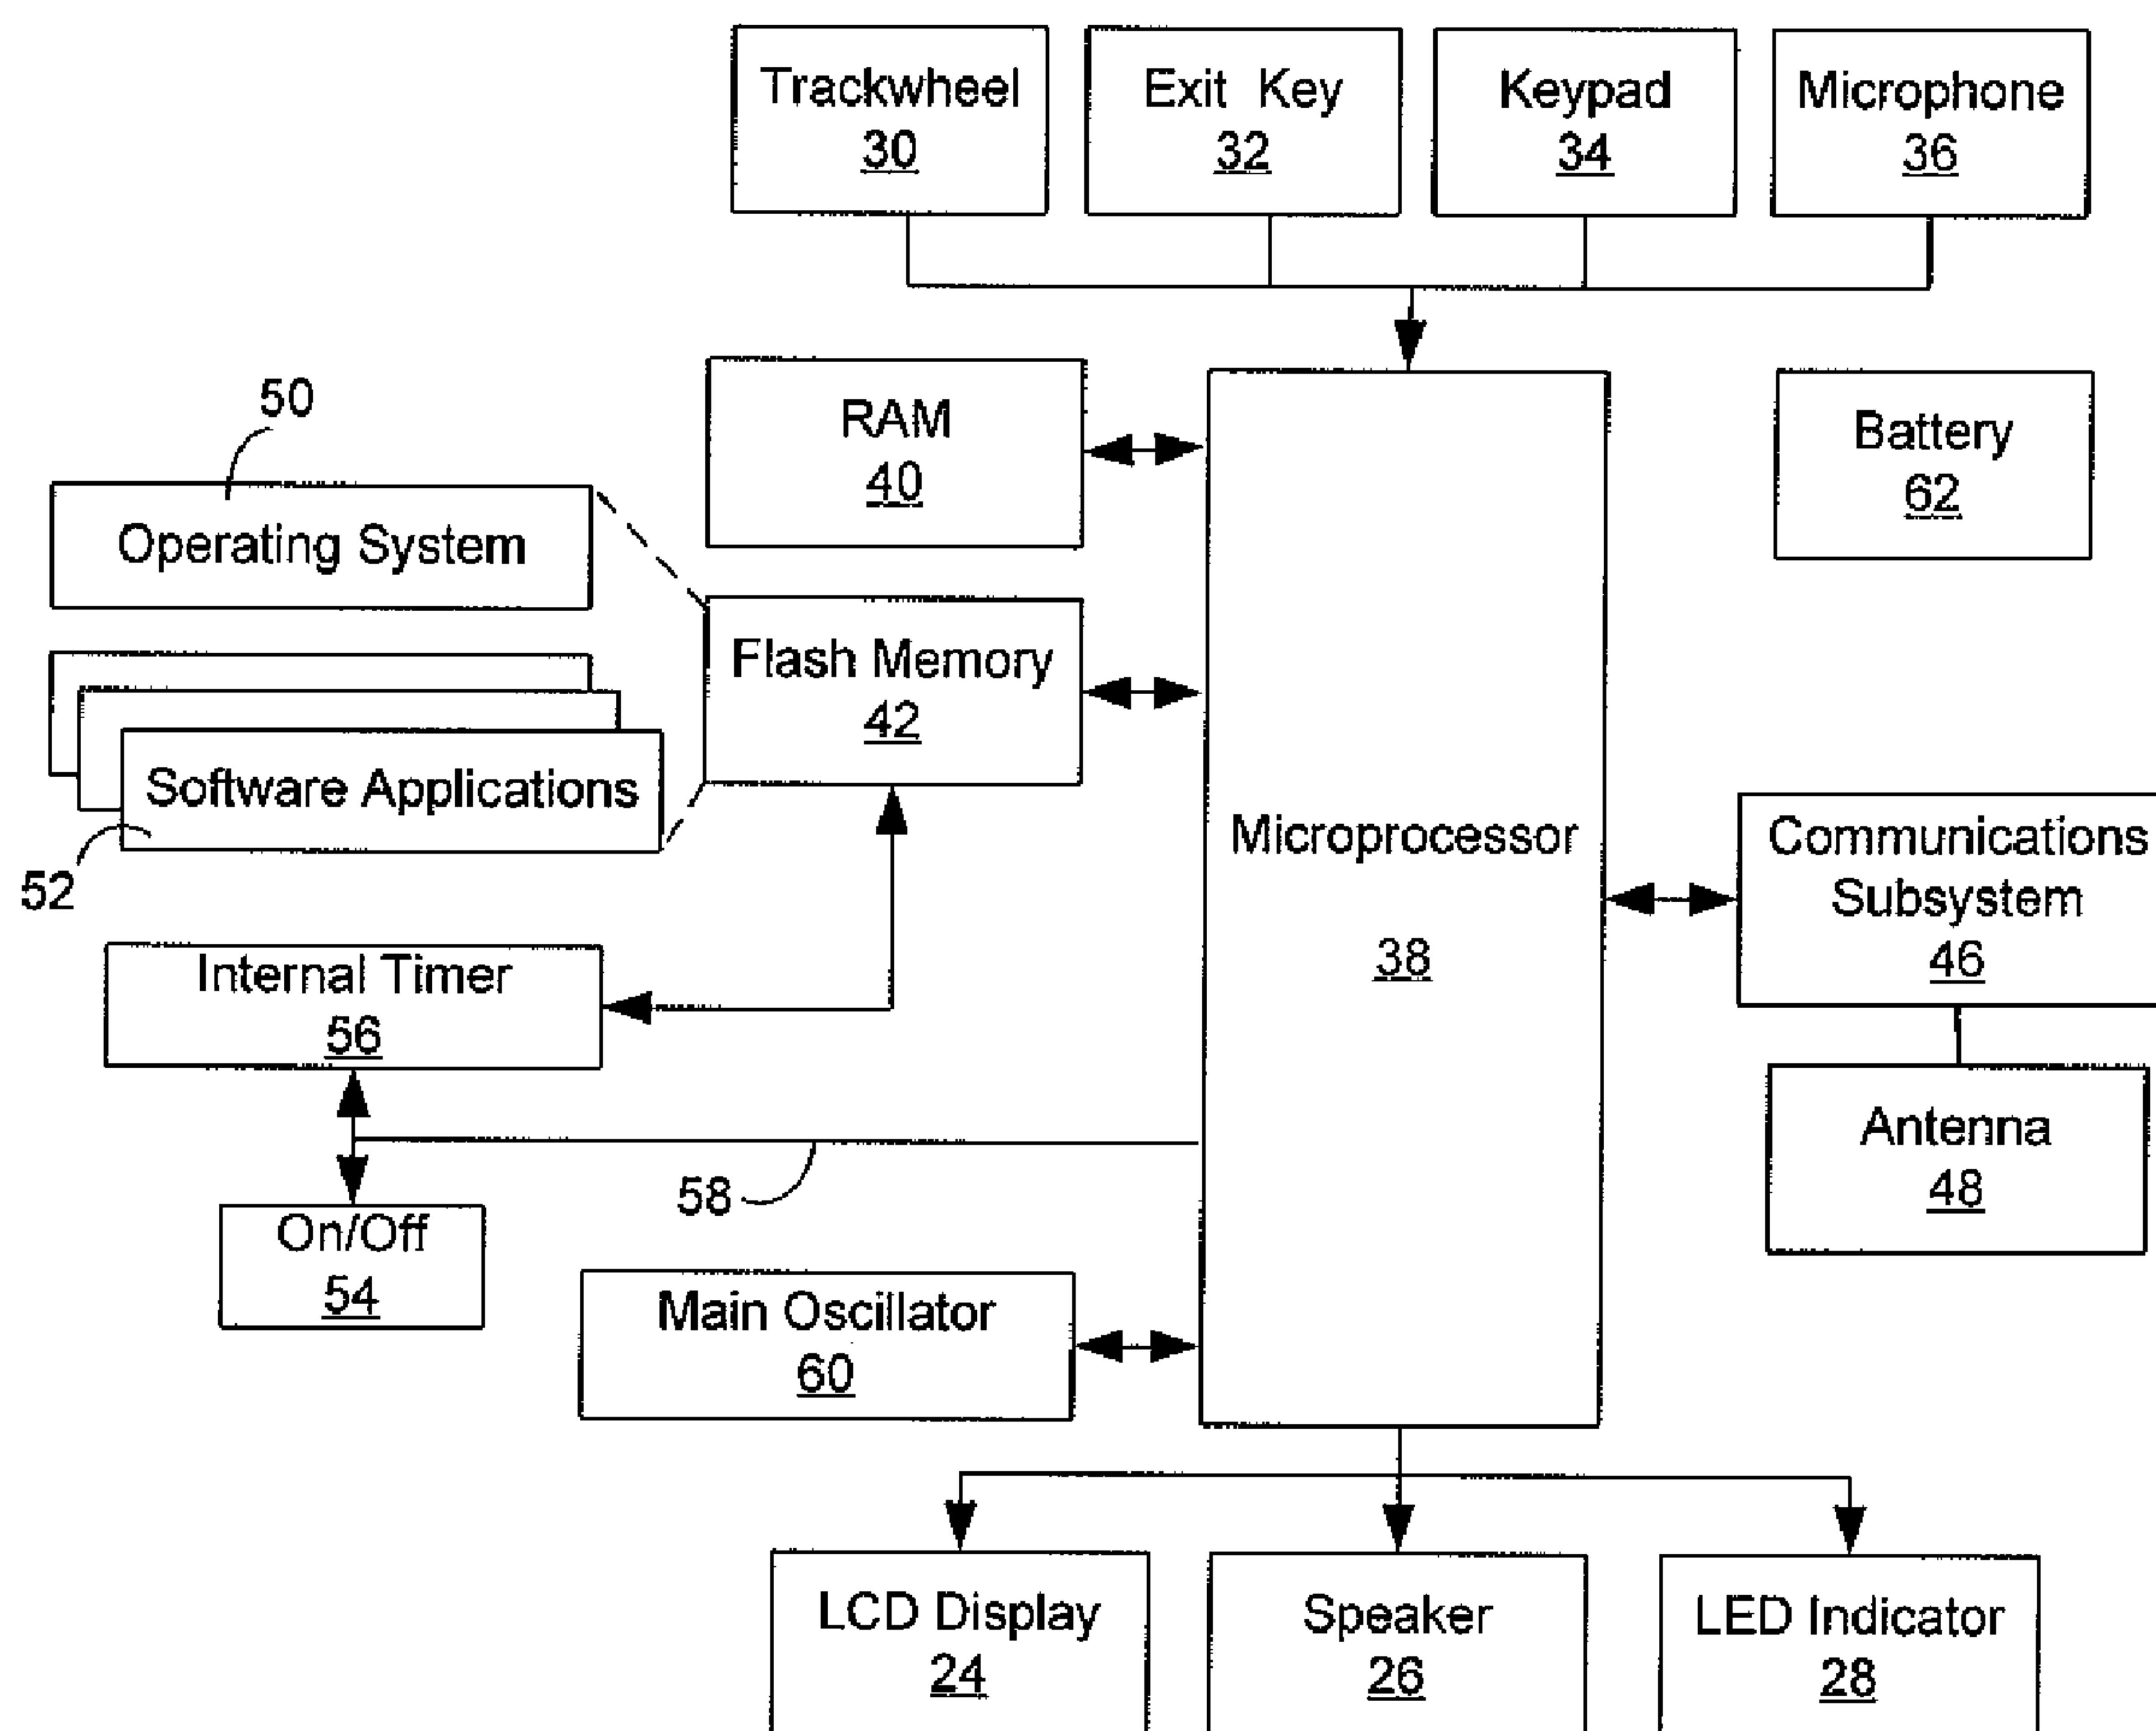 Trackwheel
30
Exit Key
32
Keypad
34
Microphone
36
RAM
40
Battery
62
50
Operating System
Flash Memory
42
Software Applications
52
Microprocessor
38
Communications
Subsystem
46
Internal Timer
56
Antenna
48
58
On/Off
54
Main Oscillator
60
LCD Display
24
Speaker
26
LED Indicator
28